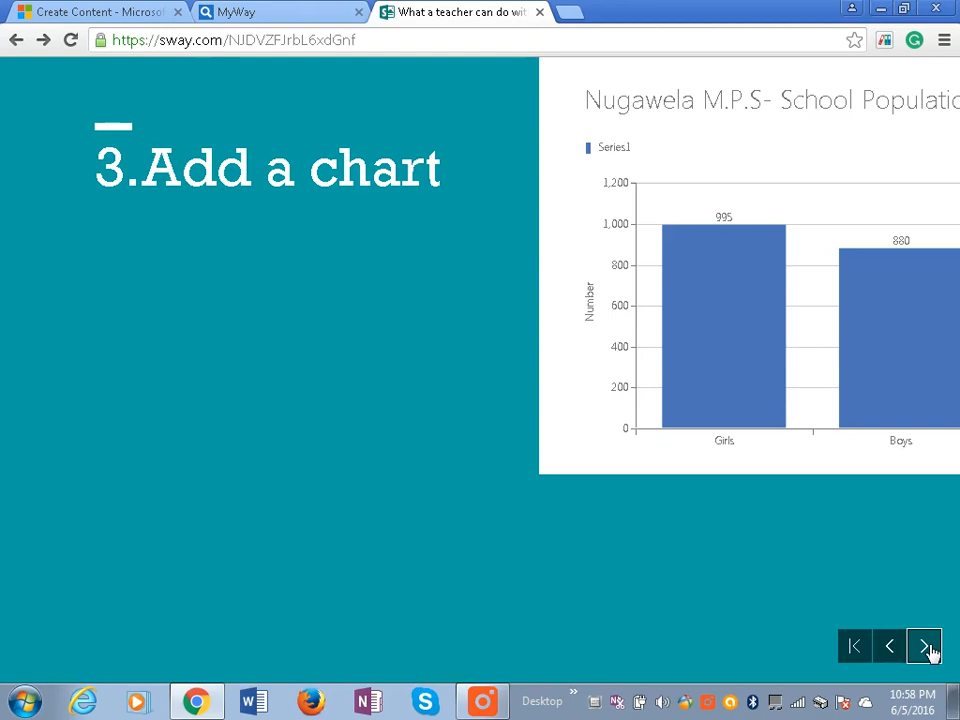 Create Content - Microsof
MyWay
What a teacher can do wit
https://sway.com/NJDVZFJrbL6xdGnf
3.Add a chart
Nugawela M.P.S- School Populatio
Series1
1,200
1,000
800
600
400
200
0
Number
995
880
Girls
Boys
Desktop
10:58 PM
6/5/2016